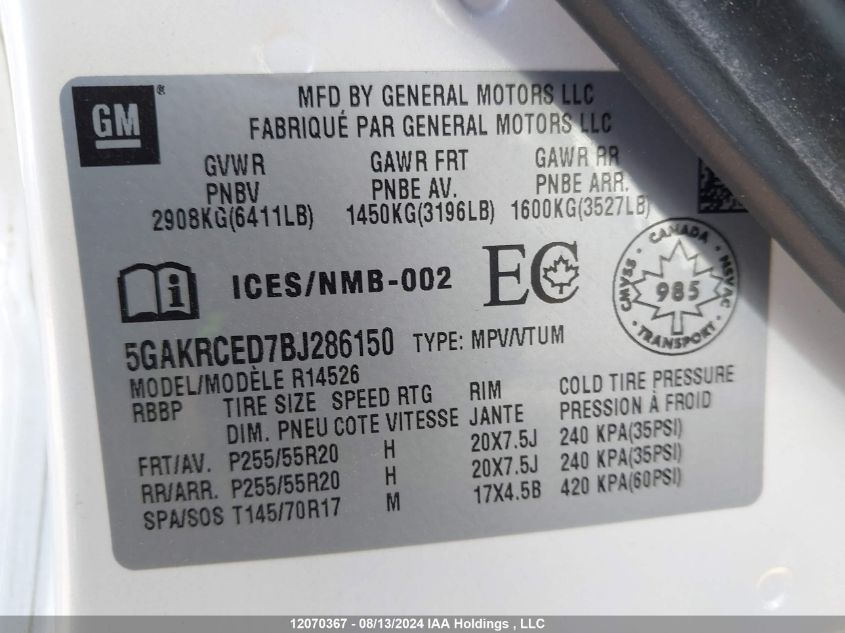 GM ®
MFD BY GENERAL MOTORS LLC
FABRIQUÉ PAR GENERAL MOTORS LLC
GVWR GAWR FRT GAWR RR
PNBV PNBE AV. PNBE ARR.
2908KG(6411LB) 1450KG(3196LB) 1600KG(3527LB)
i ICES/NMB-002 EC
CANADA
CMVSS 985 NSVAC
TRANSPORT
5GAKRCED7BJ286150 TYPE: MPV/VTUM
MODEL/MODÈLE R14526
RBBP TIRE SIZE SPEED RTG RIM COLD TIRE PRESSURE
DIM. PNEU COTE VITESSE JANTE PRESSION À FROID
FRT/AV. P255/55R20 H 20X7.5J 240 KPA(35PSI)
RR/ARR. P255/55R20 H 20X7.5J 240 KPA(35PSI)
SPA/SOS T145/70R17 M 17X4.5B 420 KPA(60PSI)
12070367 - 08/13/2024 IAA Holdings , LLC